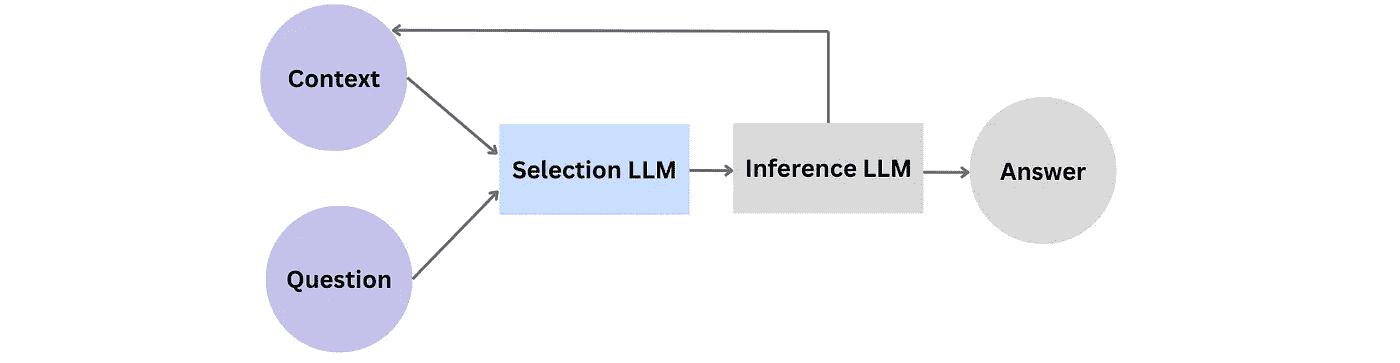 Context
Selection LLM
Inference LLM
Answer
Question